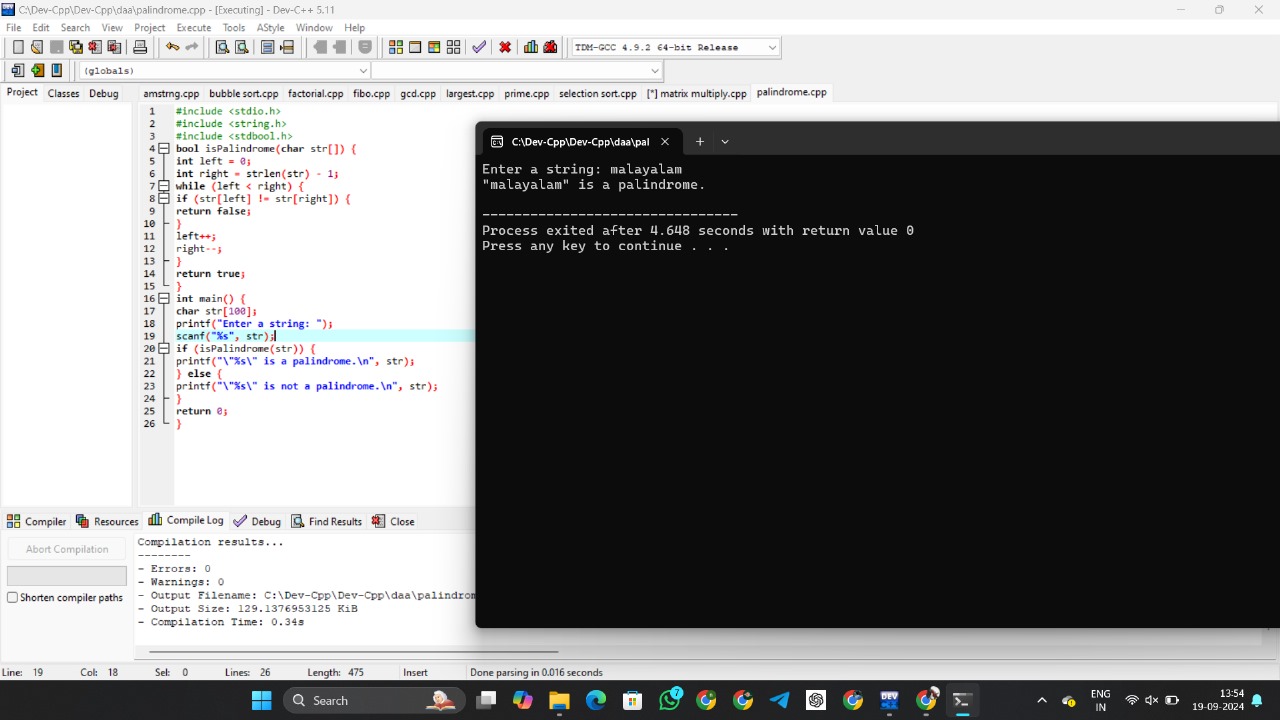 C:\Dev-Cpp\Dev-Cpp\daa\palindrome.cpp - [Executing] - Dev-C++ 5.11
File Edit Search View Project Execute Tools AStyle Window Help
TDM-GCC 4.9.2 64-bit Release
(globals)
Project Classes Debug
amstrng.cpp bubble sort.cpp factorial.cpp fibo.cpp gcd.cpp largest.cpp prime.cpp selection sort.cpp [*] matrix multiply.cpp palindrome.cpp
1 #include <stdio.h>
2 #include <string.h>
3 #include <stdbool.h>
4 bool isPalindrome(char str[]) {
5 int left = 0;
6 int right = strlen(str) - 1;
7 while (left < right) {
8 if (str[left] != str[right]) {
9 return false;
10 }
11 left++;
12 right--;
13 }
14 return true;
15 }
16 int main() {
17 char str[100];
18 printf("Enter a string: ");
19 scanf("%s", str);
20 if (isPalindrome(str)) {
21 printf("\"%s\" is a palindrome.\n", str);
22 } else {
23 printf("\"%s\" is not a palindrome.\n", str);
24 }
25 return 0;
26 }
C:\Dev-Cpp\Dev-Cpp\daa\pal
Enter a string: malayalam
"malayalam" is a palindrome.
--------------------------------
Process exited after 4.648 seconds with return value 0
Press any key to continue . . .
Compiler Resources Compile Log Debug Find Results Close
Abort Compilation
Shorten compiler paths
Compilation results...
--------
- Errors: 0
- Warnings: 0
- Output Filename: C:\Dev-Cpp\Dev-Cpp\daa\palindrom
- Output Size: 129.1376953125 KiB
- Compilation Time: 0.34s
Line: 19 Col: 18 Sel: 0 Lines: 26 Length: 475 Insert Done parsing in 0.016 seconds
Search
7
DEV
ENG
IN
13:54
19-09-2024